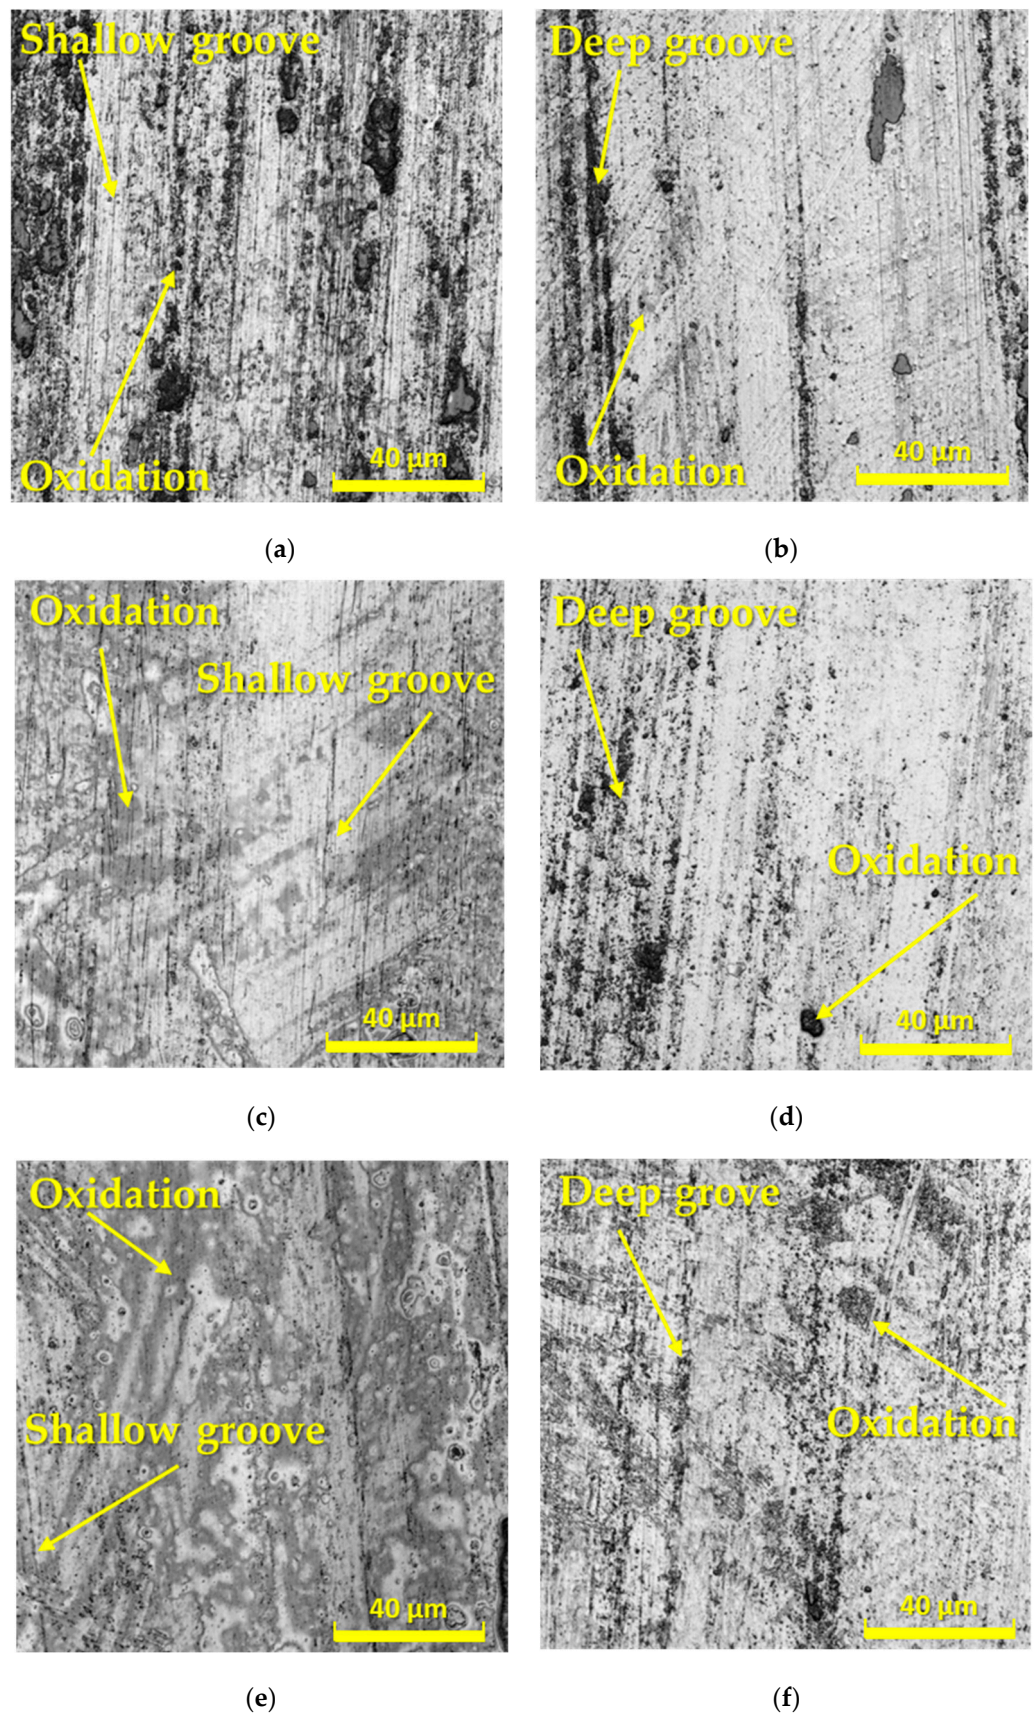 Shallow groove
Oxidation
40 µm
(a)
Deep groove
Oxidation
40 µm
(b)
Oxidation
Shallow groove
40 µm
(c)
Deep groove
Oxidation
40 µm
(d)
Oxidation
Shallow groove
40 µm
(e)
Deep grove
Oxidation
40 µm
(f)